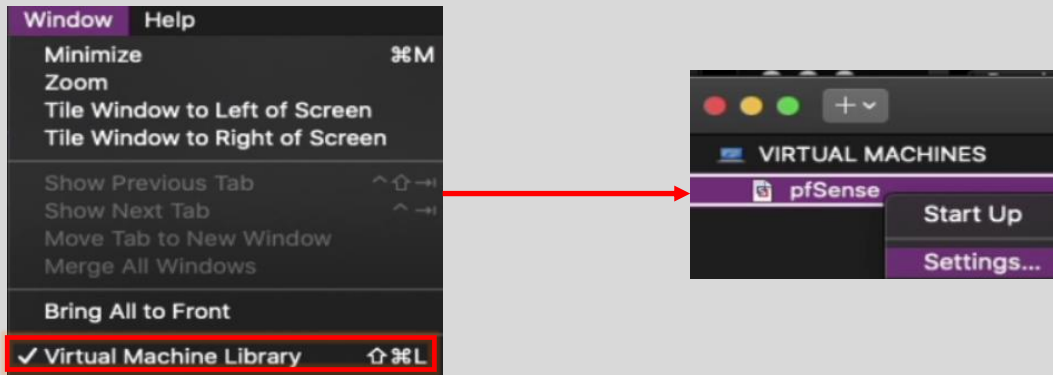 Window Help
Minimize ⌘M
Zoom
Tile Window to Left of Screen
Tile Window to Right of Screen
Show Previous Tab ^⇧⇥
Show Next Tab ^⇥
Move Tab to New Window
Merge All Windows
Bring All to Front
✓ Virtual Machine Library ⇧⌘L
VIRTUAL MACHINES
pfSense
Start Up
Settings...